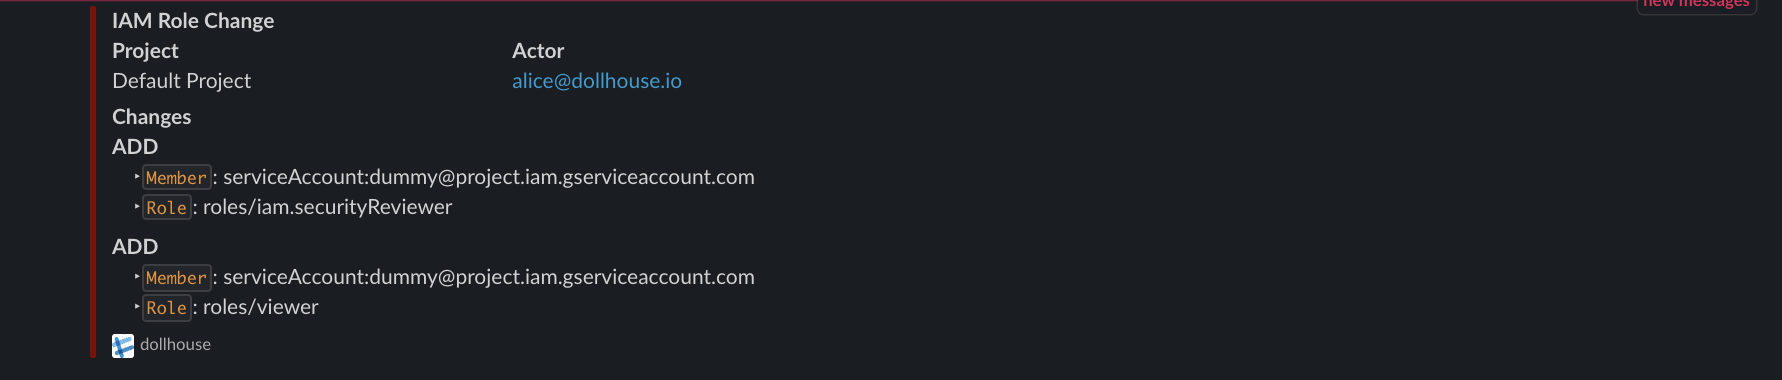 new messages
IAM Role Change
Project Actor
Default Project alice@dollhouse.io
Changes
ADD
‣ Member: serviceAccount:dummy@project.iam.gserviceaccount.com
‣ Role: roles/iam.securityReviewer
ADD
‣ Member: serviceAccount:dummy@project.iam.gserviceaccount.com
‣ Role: roles/viewer
dollhouse